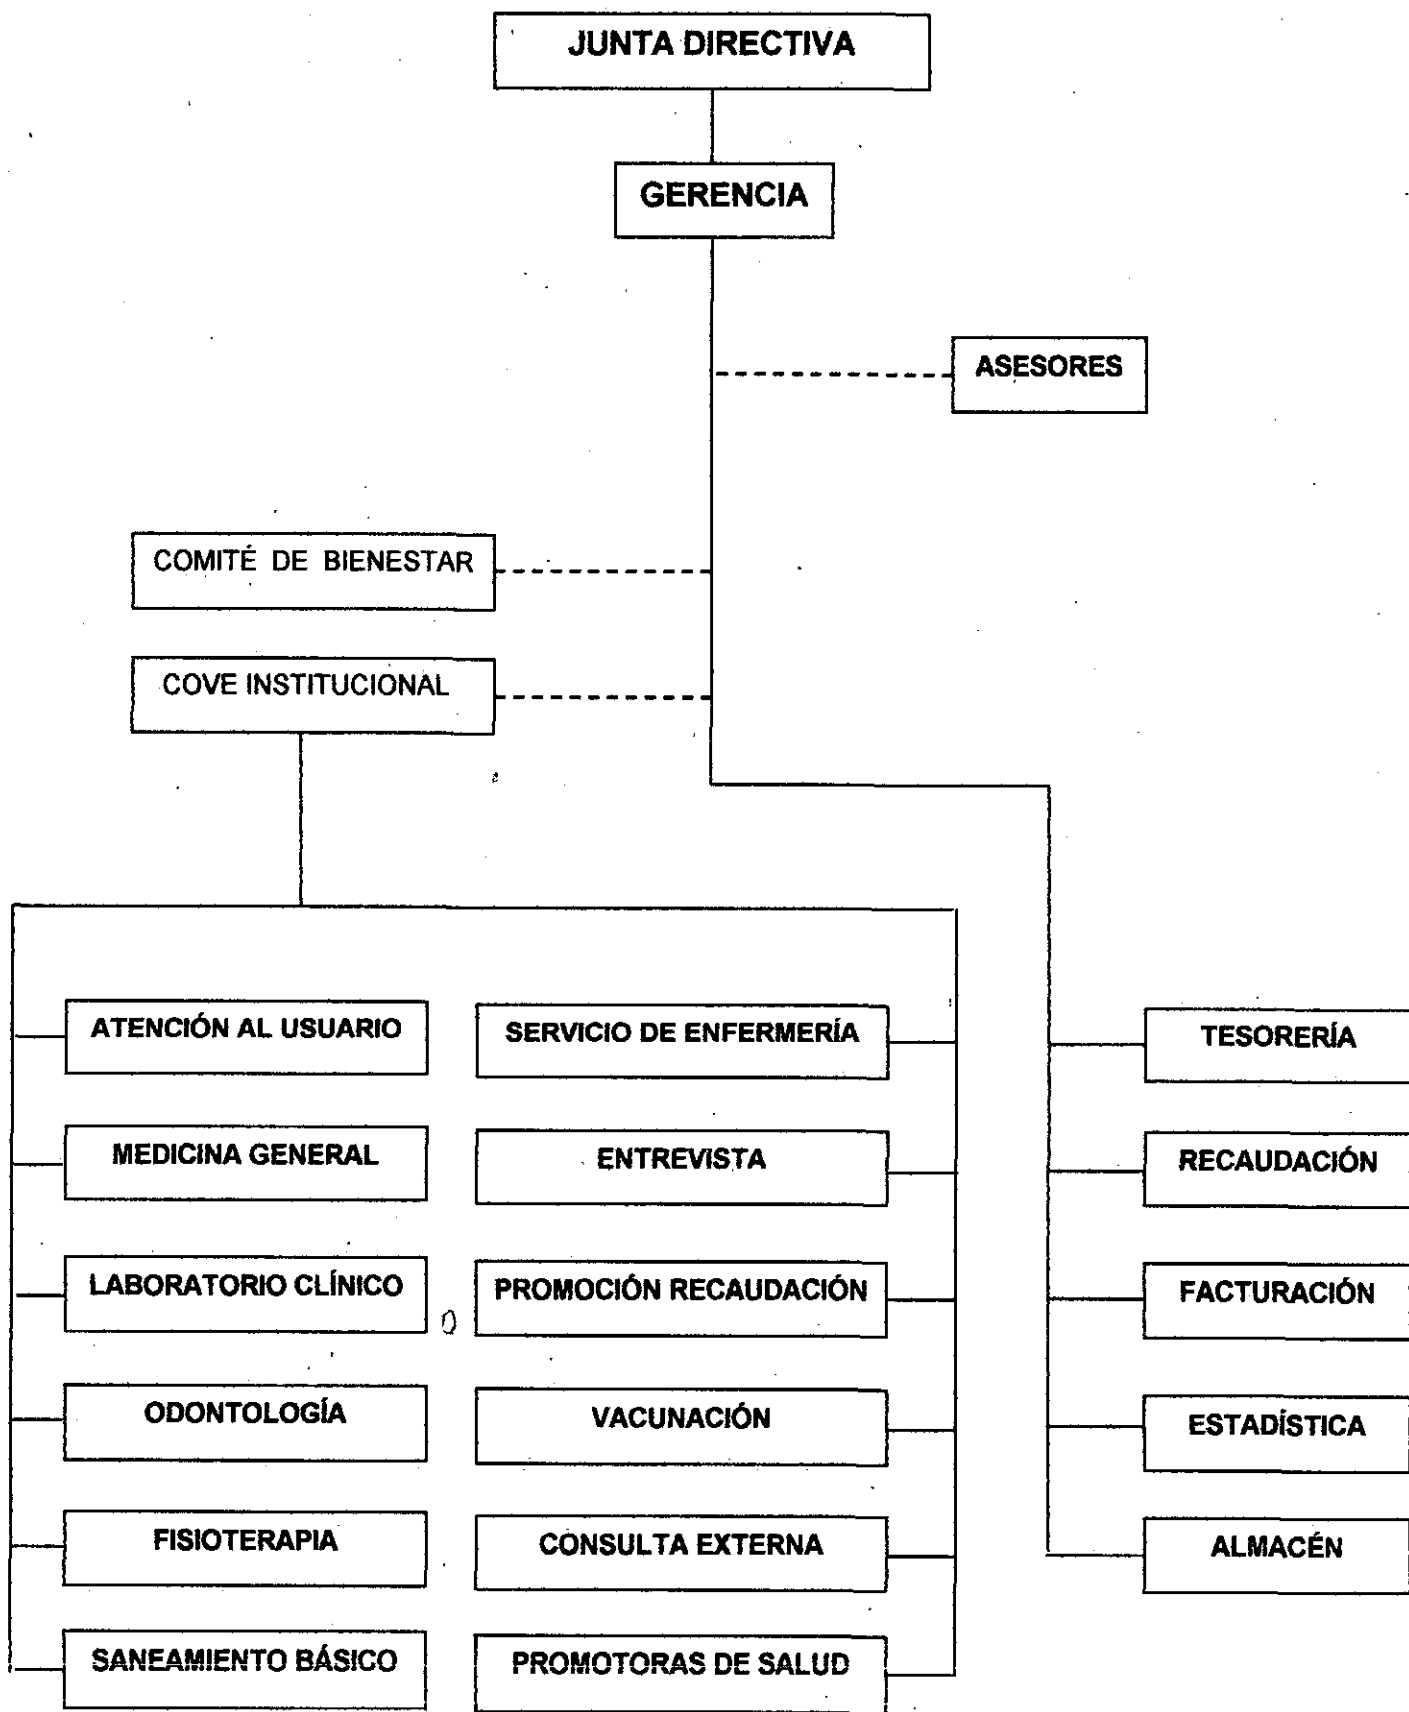 JUNTA DIRECTIVA
GERENCIA
ASESORES
COMITÉ DE BIENESTAR
COVE INSTITUCIONAL
ATENCIÓN AL USUARIO
SERVICIO DE ENFERMERÍA
TESORERÍA
MEDICINA GENERAL
ENTREVISTA
RECAUDACIÓN
LABORATORIO CLÍNICO
PROMOCIÓN RECAUDACIÓN
FACTURACIÓN
ODONTOLOGÍA
VACUNACIÓN
ESTADÍSTICA
FISIOTERAPIA
CONSULTA EXTERNA
ALMACÉN
SANEAMIENTO BÁSICO
PROMOTORAS DE SALUD